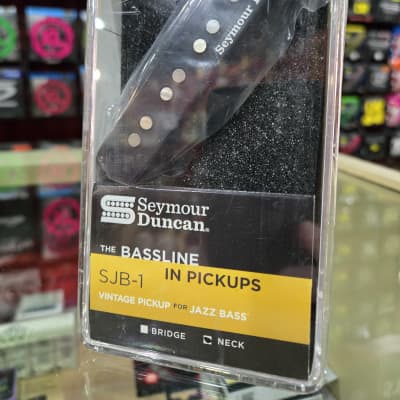 Seymour
Seymour
Duncan®
THE BASSLINE
IN PICKUPS
SJB-1
VINTAGE PICKUP FOR JAZZ BASS
BRIDGE
NECK